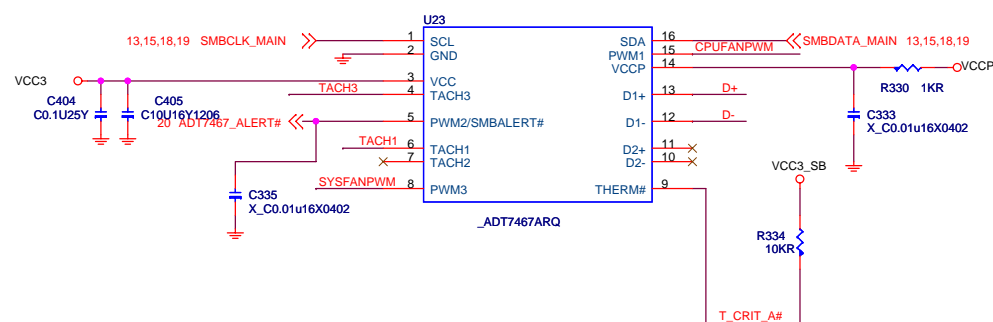 U23
13,15,18,19 SMBCLK_MAIN 1 SCL SDA 16 SMBDATA_MAIN 13,15,18,19
2 GND PWM1 15 CPUFANPWM
VCCP 14 VCCP
VCC3 3 VCC R330 1KR
TACH3 4 TACH3 D1+ 13 D+
C404 C405
C0.1U25Y C10U16Y1206 C333
20 ADT7467_ALERT# 5 PWM2/SMBALERT# D1- 12 D- X_C0.01u16X0402
TACH1 6 TACH1 D2+ 11
7 TACH2 D2- 10 VCC3_SB
SYSFANPWM 8 PWM3 THERM# 9
C335
X_C0.01u16X0402
_ADT7467ARQ
R334
10KR
T_CRIT_A#